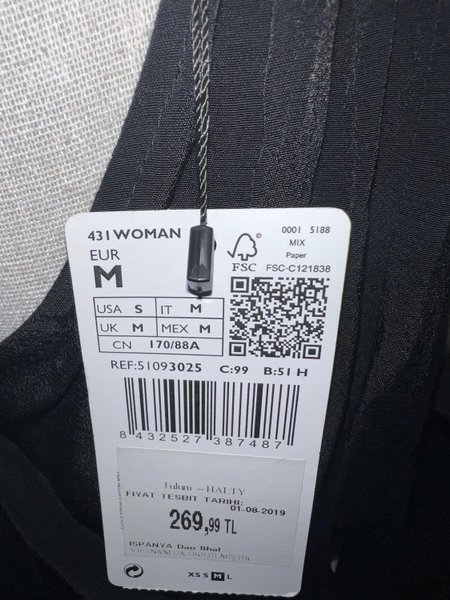 431 WOMAN
0001 5188
MIX
Paper
FSC
FSC-C121838
EUR
M
USA S IT M
UK M MEX M
CN 170/88A
REF:51093025 C:99 B:51 H
8 432527 387487
Tulum - HALTY
FIYAT TESBIT TARIHI:
01-08-2019
269,99 TL
ISPANYA Dan Ithal
XS S M L